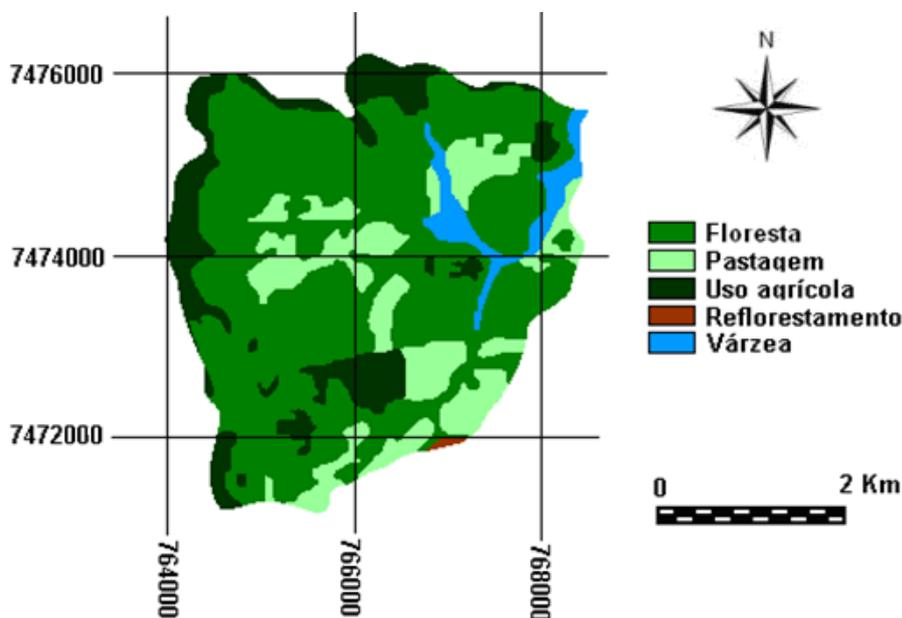 N
7476000
7474000
7472000
764000
766000
768000
Floresta
Pastagem
Uso agrícola
Reflorestamento
Várzea
0 2 Km